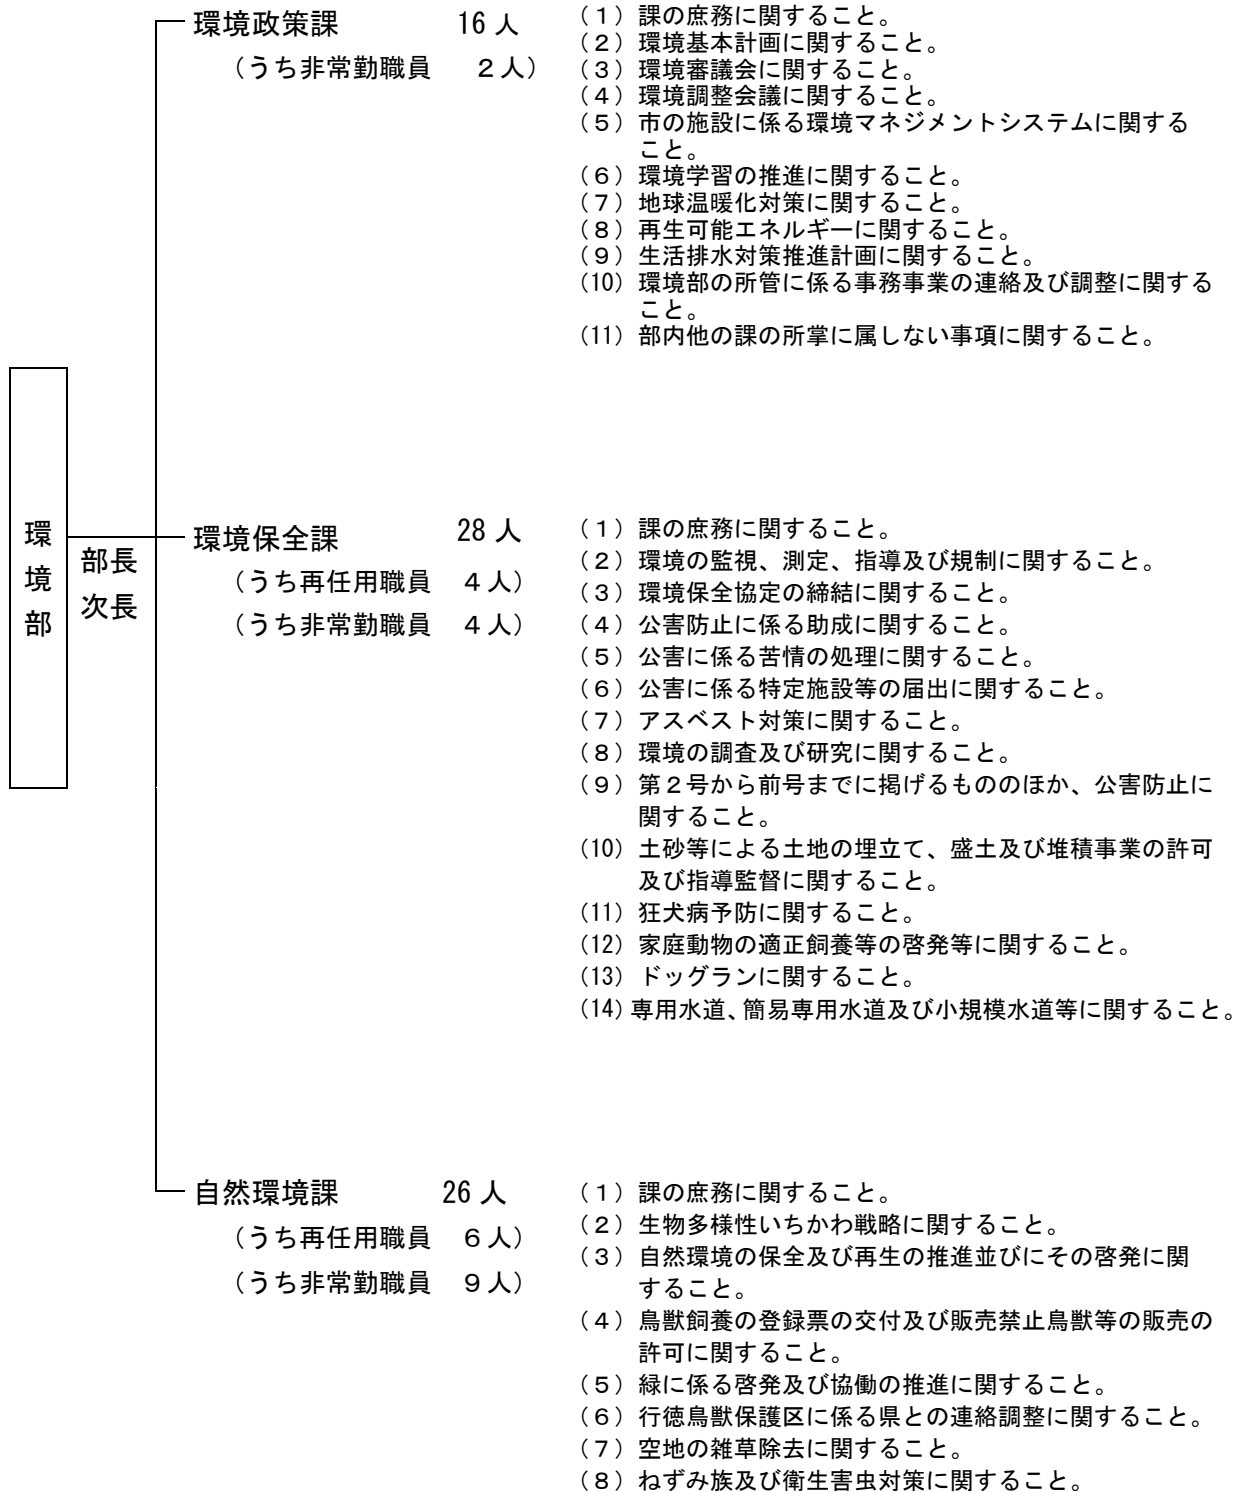 環境部
部長
次長
環境政策課 16人
（うち非常勤職員 ２人）
（１）課の庶務に関すること。
（２）環境基本計画に関すること。
（３）環境審議会に関すること。
（４）環境調整会議に関すること。
（５）市の施設に係る環境マネジメントシステムに関する
こと。
（６）環境学習の推進に関すること。
（７）地球温暖化対策に関すること。
（８）再生可能エネルギーに関すること。
（９）生活排水対策推進計画に関すること。
（10）環境部の所管に係る事務事業の連絡及び調整に関する
こと。
（11）部内他の課の所掌に属しない事項に関すること。
環境保全課 28人
（うち再任用職員 ４人）
（うち非常勤職員 ４人）
（１）課の庶務に関すること。
（２）環境の監視、測定、指導及び規制に関すること。
（３）環境保全協定の締結に関すること。
（４）公害防止に係る助成に関すること。
（５）公害に係る苦情の処理に関すること。
（６）公害に係る特定施設等の届出に関すること。
（７）アスベスト対策に関すること。
（８）環境の調査及び研究に関すること。
（９）第２号から前号までに掲げるもののほか、公害防止に
関すること。
（10）土砂等による土地の埋立て、盛土及び堆積事業の許可
及び指導監督に関すること。
（11）狂犬病予防に関すること。
（12）家庭動物の適正飼養等の啓発等に関すること。
（13）ドッグランに関すること。
（14）専用水道、簡易専用水道及び小規模水道等に関すること。
自然環境課 26人
（うち再任用職員 ６人）
（うち非常勤職員 ９人）
（１）課の庶務に関すること。
（２）生物多様性いちかわ戦略に関すること。
（３）自然環境の保全及び再生の推進並びにその啓発に関
すること。
（４）鳥獣飼養の登録票の交付及び販売禁止鳥獣等の販売の
許可に関すること。
（５）緑に係る啓発及び協働の推進に関すること。
（６）行徳鳥獣保護区に係る県との連絡調整に関すること。
（７）空地の雑草除去に関すること。
（８）ねずみ族及び衛生害虫対策に関すること。